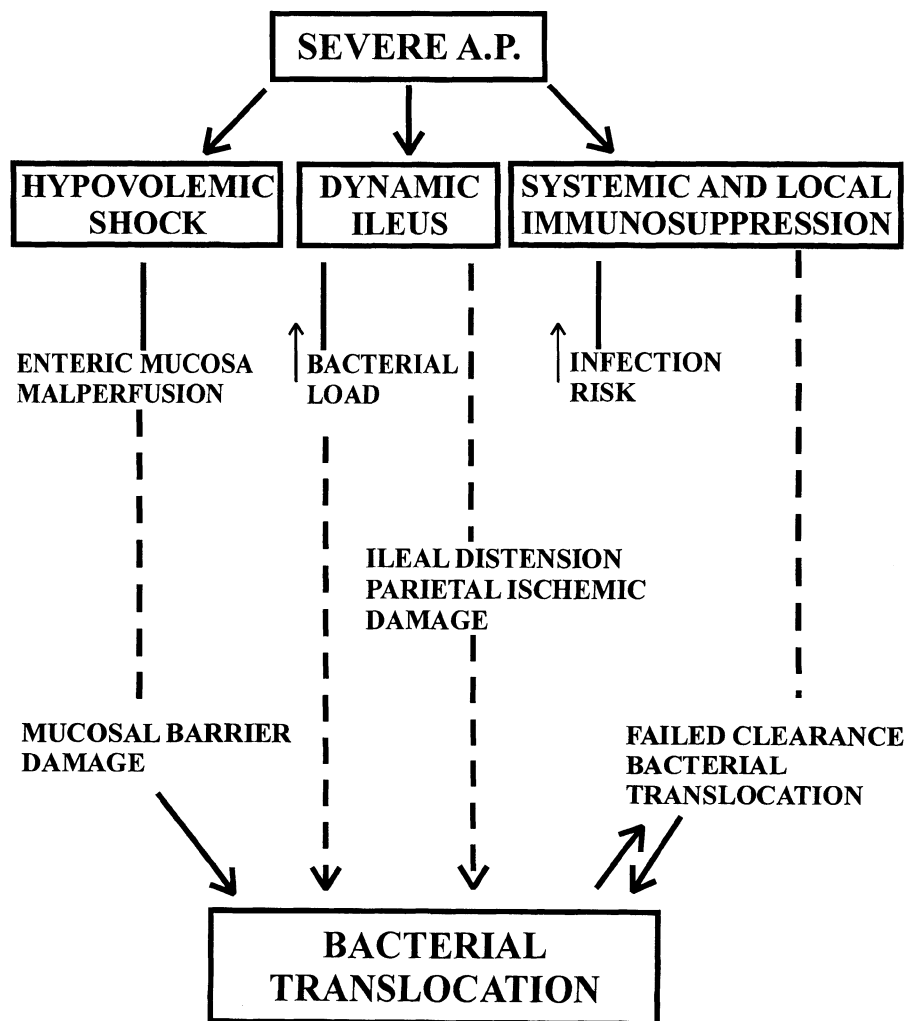 SEVERE A.P.
HYPOVOLEMIC
SHOCK
DYNAMIC
ILEUS
SYSTEMIC AND LOCAL
IMMUNOSUPPRESSION
ENTERIC MUCOSA
MALPERFUSION
BACTERIAL
LOAD
INFECTION
RISK
ILEAL DISTENSION
PARIETAL ISCHEMIC
DAMAGE
MUCOSAL BARRIER
DAMAGE
FAILED CLEARANCE
BACTERIAL
TRANSLOCATION
BACTERIAL
TRANSLOCATION